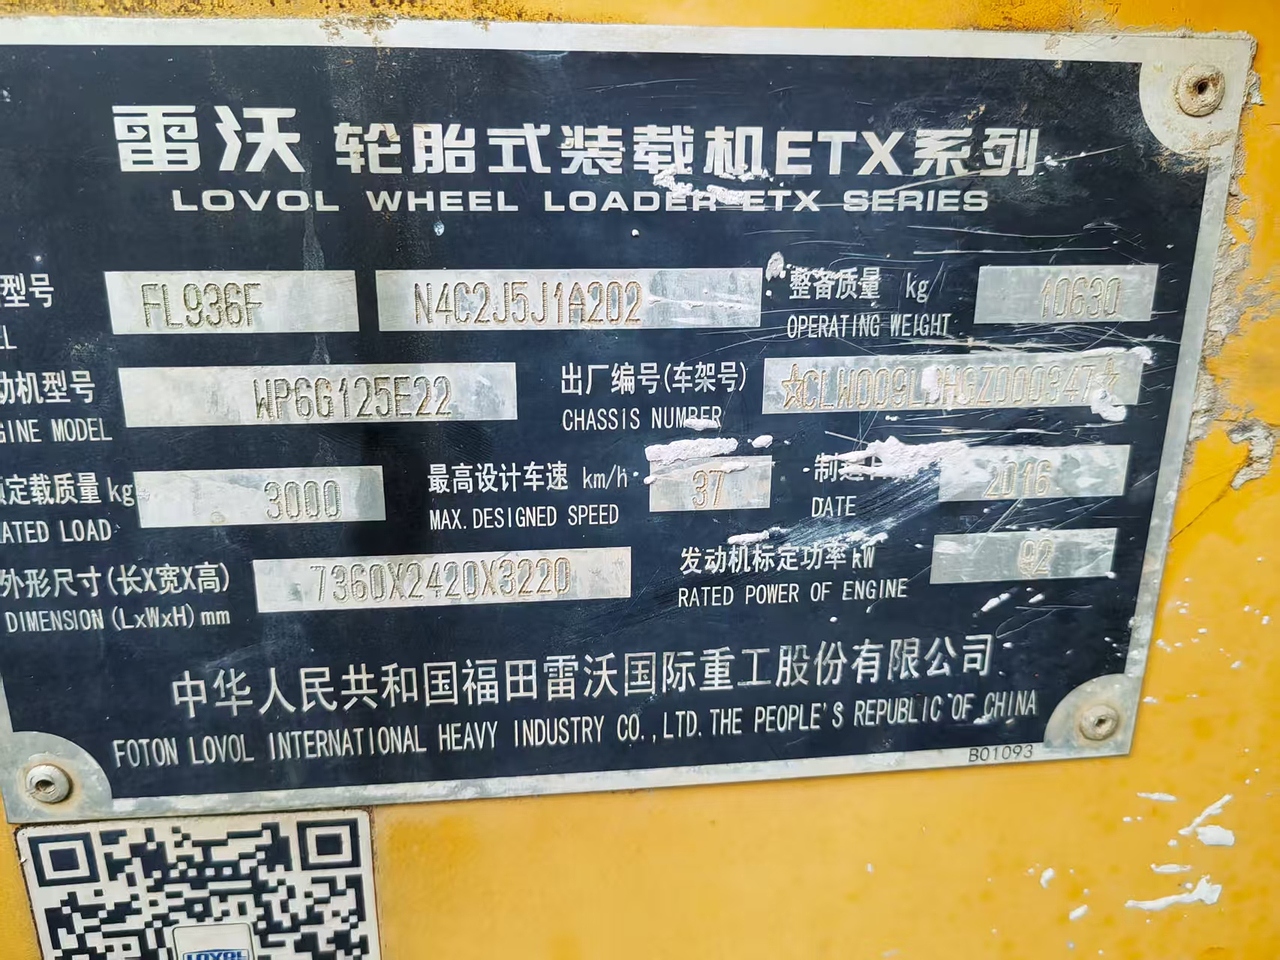 雷沃 轮胎式装载机ETX系列
LOVOL WHEEL LOADER ETX SERIES
型号 FL936F N4C2J5J1A202 整备质量 kg 10630
OPERATING WEIGHT
动机型号 WP6G125E22 出厂编号(车架号)
GINE MODEL CHASSIS NUMBER
定载质量 kg 3000 最高设计车速 km/h 37 2016
ATED LOAD MAX. DESIGNED SPEED DATE
外形尺寸(长X宽X高) 7360X2420X3220 发动机标定功率 kW 92
DIMENSION (LxWxH) mm RATED POWER OF ENGINE
中华人民共和国福田雷沃国际重工股份有限公司
FOTON LOVOL INTERNATIONAL HEAVY INDUSTRY CO.,LTD. THE PEOPLE'S REPUBLIC OF CHINA
B01093
LOVOL